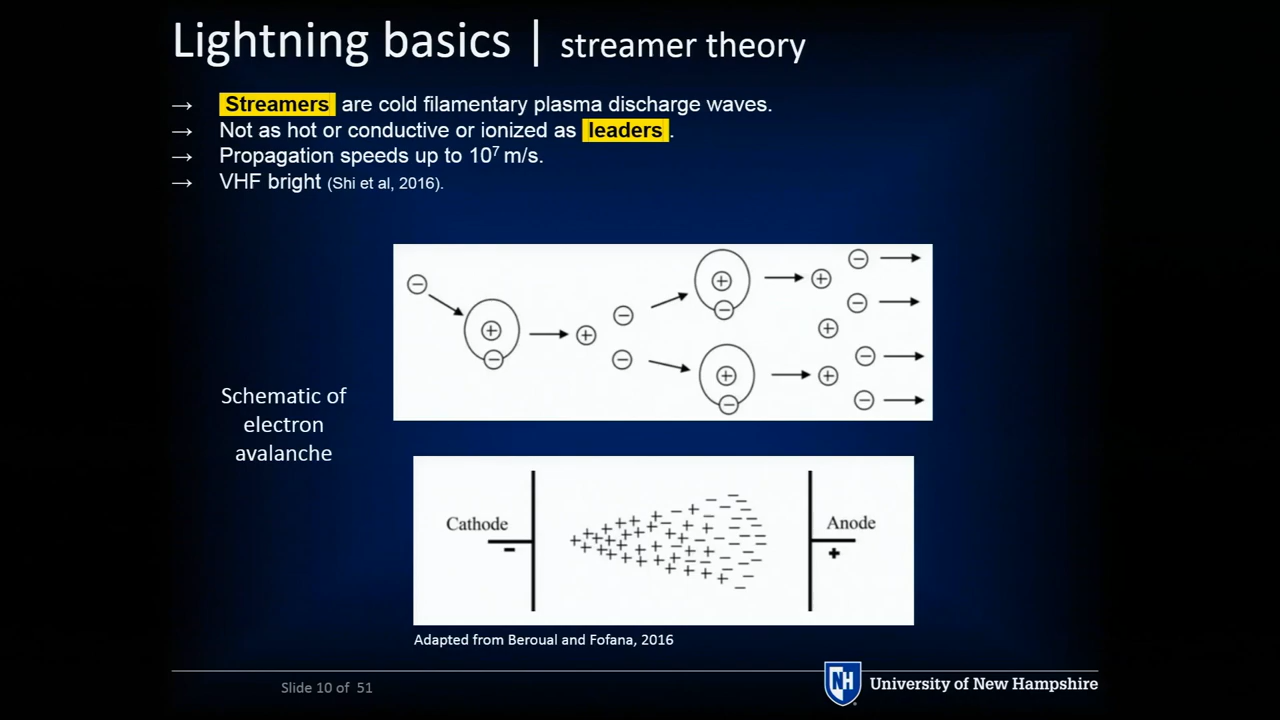 Lightning basics | streamer theory
→ Streamers are cold filamentary plasma discharge waves.
→ Not as hot or conductive or ionized as leaders.
→ Propagation speeds up to 10⁷ m/s.
→ VHF bright (Shi et al, 2016).
Schematic of
electron
avalanche
Cathode
Anode
Adapted from Beroual and Fofana, 2016
Slide 10 of 51
NH University of New Hampshire